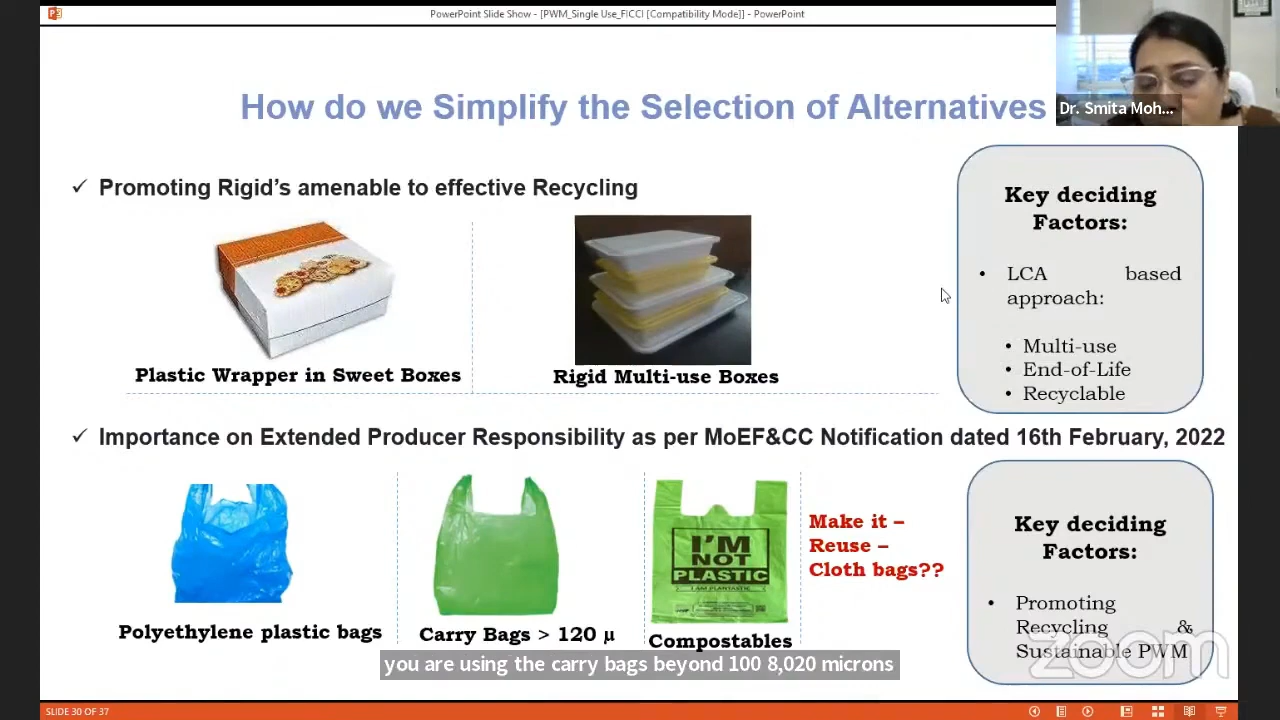 PowerPoint Slide Show - [PWM_Single Use_FICCI [Compatibility Mode]] - PowerPoint
Dr. Smita Moh...
How do we Simplify the Selection of Alternatives
✓ Promoting Rigid's amenable to effective Recycling
Plastic Wrapper in Sweet Boxes
Rigid Multi-use Boxes
Key deciding
Factors:
• LCA based
approach:
• Multi-use
• End-of-Life
• Recyclable
✓ Importance on Extended Producer Responsibility as per MoEF&CC Notification dated 16th February, 2022
Polyethylene plastic bags
Carry Bags > 120 µ
I'M
NOT
PLASTIC
I AM PLANTASTIC
Compostables
Make it –
Reuse –
Cloth bags??
Key deciding
Factors:
• Promoting
Recycling &
Sustainable PWM
you are using the carry bags beyond 100 8,020 microns
zoom
SLIDE 30 OF 37